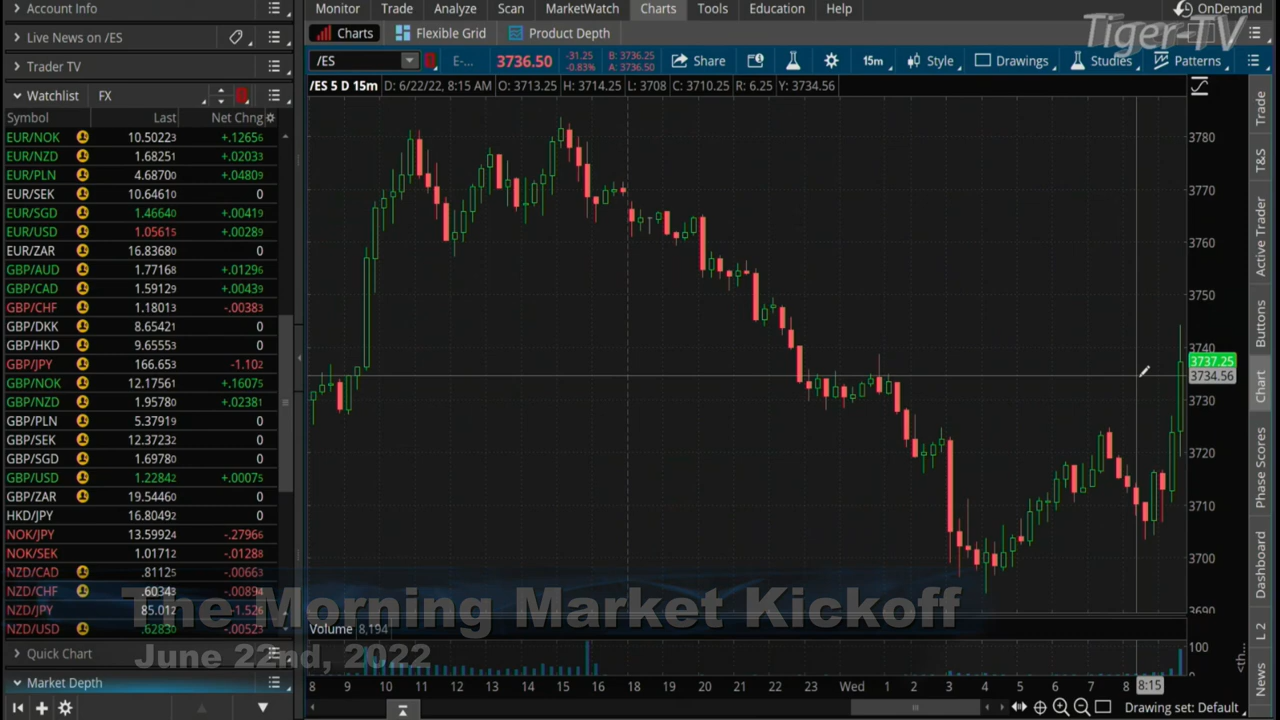 Account Info
Monitor Trade Analyze Scan MarketWatch Charts Tools Education Help OnDemand
Tiger-TV
Live News on /ES
Charts Flexible Grid Product Depth
Trader TV
/ES E-... 3736.50 -31.25 -0.83% B: 3736.25 A: 3736.50 Share 15m Style Drawings Studies Patterns
Watchlist FX
/ES 5 D 15m D: 6/22/22, 8:15 AM O: 3713.25 H: 3714.25 L: 3708 C: 3710.25 R: 6.25 Y: 3734.56
Symbol Last Net Chng
EUR/NOK 10.50223 +.12656
EUR/NZD 1.68251 +.02033
EUR/PLN 4.68700 +.04809
EUR/SEK 10.64610 0
EUR/SGD 1.46640 +.00419
EUR/USD 1.05615 +.00289
EUR/ZAR 16.83680 0
GBP/AUD 1.77168 +.01296
GBP/CAD 1.59129 +.00439
GBP/CHF 1.18013 -.00383
GBP/DKK 8.65421 0
GBP/HKD 9.65553 0
GBP/JPY 166.653 -1.102
GBP/NOK 12.17561 +.16075
GBP/NZD 1.95780 +.02381
GBP/PLN 5.37919 0
GBP/SEK 12.37232 0
GBP/SGD 1.69780 0
GBP/USD 1.22842 +.00075
GBP/ZAR 19.54460 0
HKD/JPY 16.80492 0
NOK/JPY 13.59924 -.27966
NOK/SEK 1.01712 -.01288
NZD/CAD .81125 -.00663
NZD/CHF .60343 -.00894
NZD/JPY 85.012 -1.526
NZD/USD .62830 -.00523
3780
3770
3760
3750
3740
3737.25
3734.56
3730
3720
3710
3700
3690
The Morning Market Kickoff
June 22nd, 2022
Volume 8,194
100
0
<th...
Quick Chart
Market Depth
8 9 10 11 12 13 14 15 16 18 19 20 21 22 23 Wed 1 2 3 4 5 6 7 8 8:15
Drawing set: Default
Trade
T&S
Active Trader
Buttons
Chart
Phase Scores
Dashboard
L 2
News